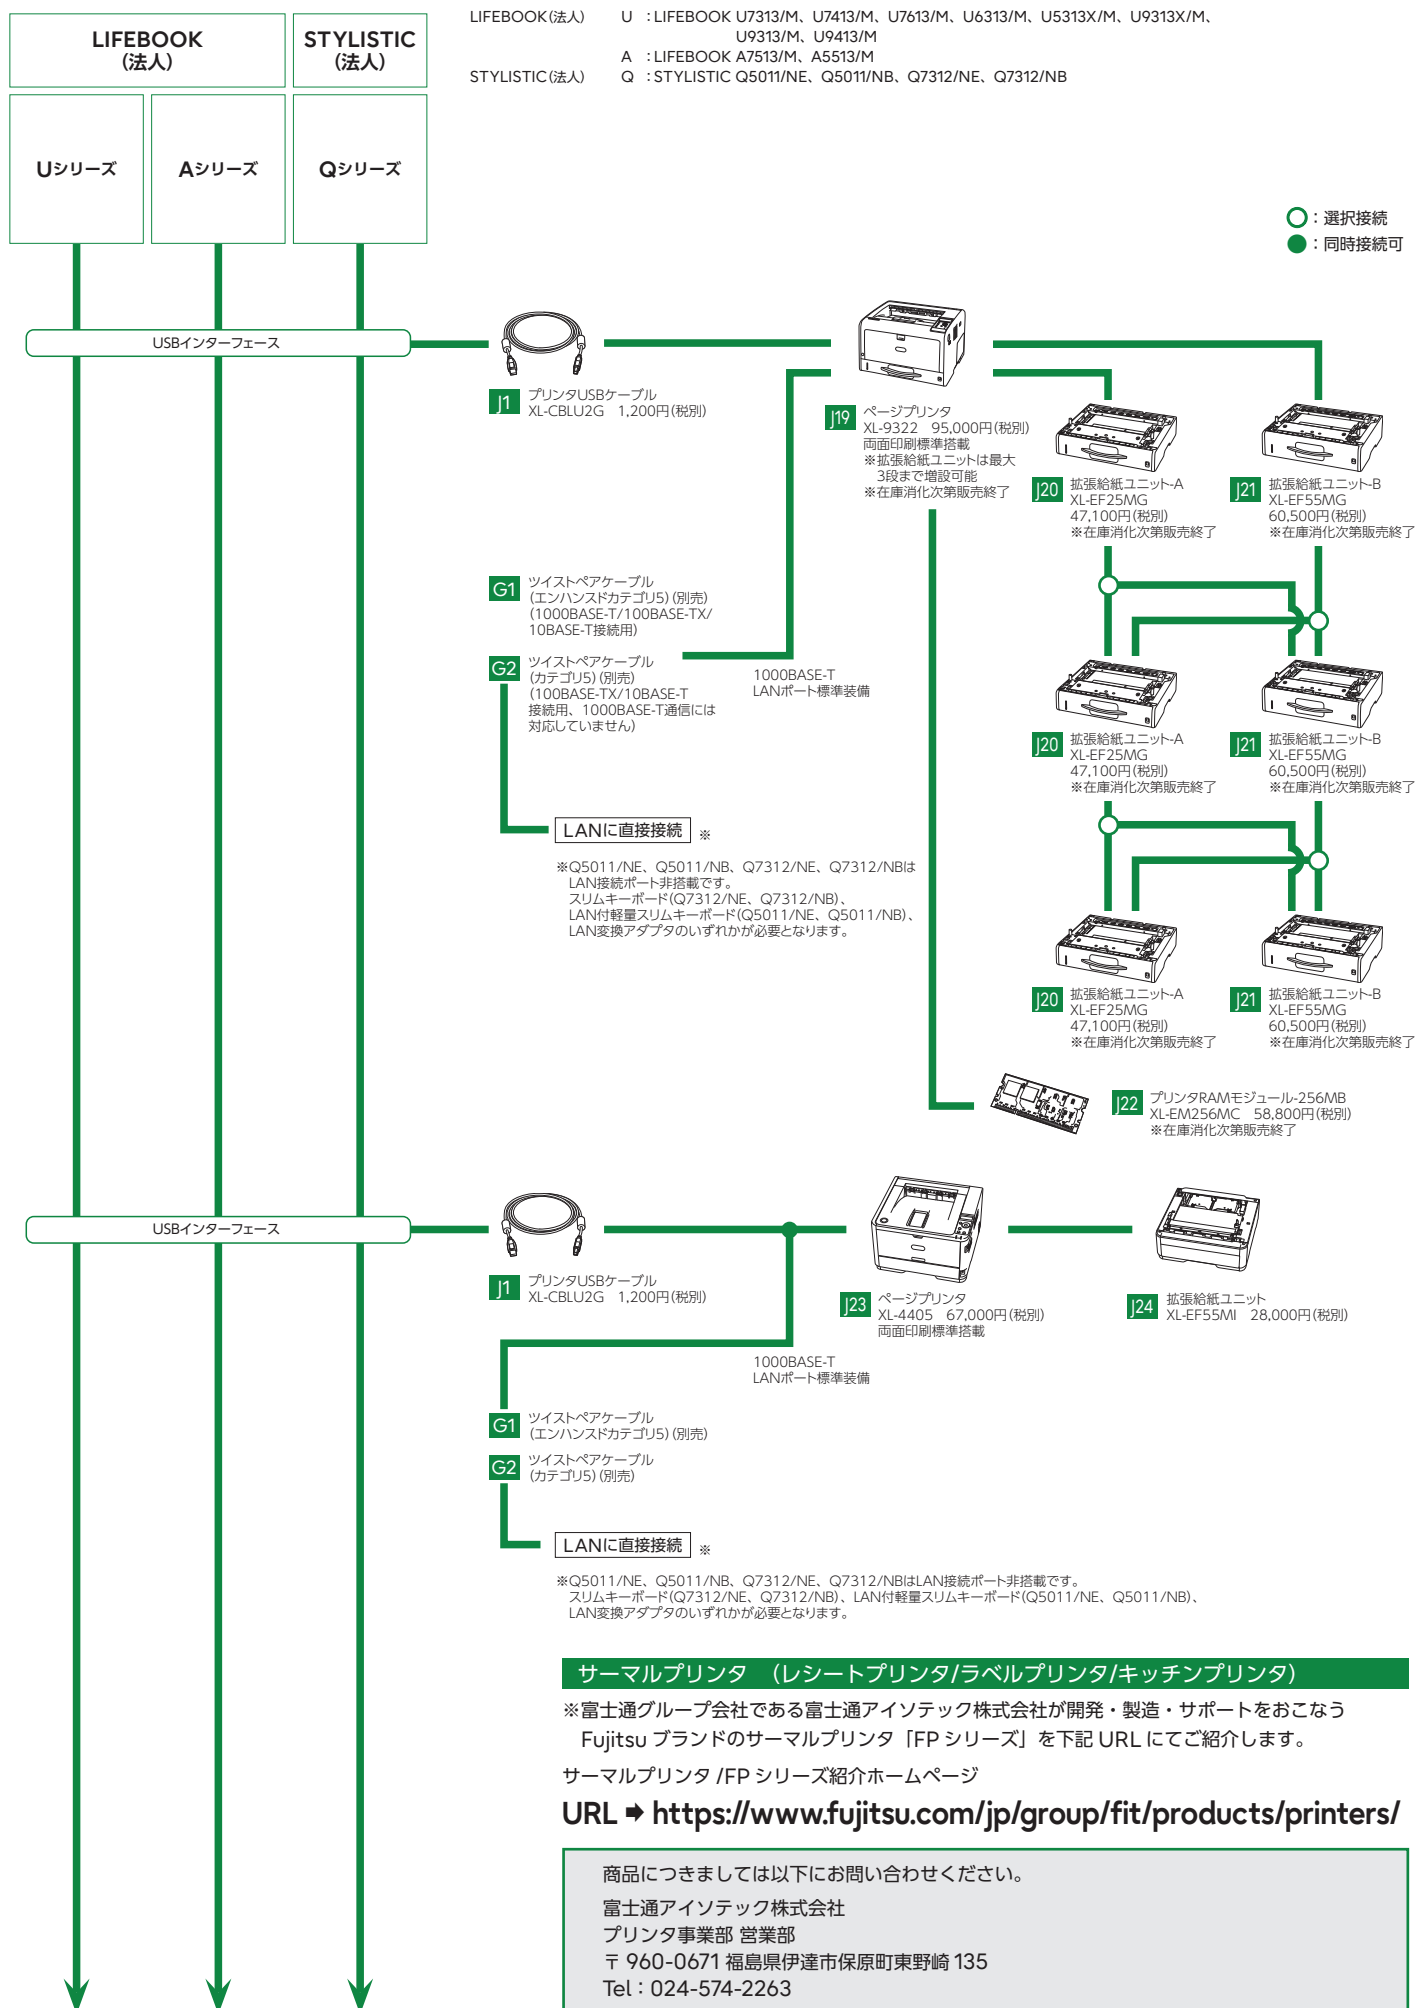 LIFEBOOK(法人) U :LIFEBOOK U7313/M、U7413/M、U7613/M、U6313/M、U5313X/M、U9313X/M、
U9313/M、U9413/M
A :LIFEBOOK A7513/M、A5513/M
STYLISTIC(法人) Q :STYLISTIC Q5011/NE、Q5011/NB、Q7312/NE、Q7312/NB
LIFEBOOK
(法人)
STYLISTIC
(法人)
Uシリーズ
Aシリーズ
Qシリーズ
:選択接続
:同時接続可
USBインターフェース
J1 プリンタUSBケーブル
XL-CBLU2G 1,200円(税別)
J19 ページプリンタ
XL-9322 95,000円(税別)
両面印刷標準搭載
※拡張給紙ユニットは最大
3段まで増設可能
※在庫消化次第販売終了
J20 拡張給紙ユニット-A
XL-EF25MG
47,100円(税別)
※在庫消化次第販売終了
J21 拡張給紙ユニット-B
XL-EF55MG
60,500円(税別)
※在庫消化次第販売終了
G1 ツイストペアケーブル
(エンハンスドカテゴリ5)(別売)
(1000BASE-T/100BASE-TX/
10BASE-T接続用)
G2 ツイストペアケーブル
(カテゴリ5)(別売)
(100BASE-TX/10BASE-T
接続用、1000BASE-T通信には
対応していません)
1000BASE-T
LANポート標準装備
J20 拡張給紙ユニット-A
XL-EF25MG
47,100円(税別)
※在庫消化次第販売終了
J21 拡張給紙ユニット-B
XL-EF55MG
60,500円(税別)
※在庫消化次第販売終了
LANに直接接続 ※
※Q5011/NE、Q5011/NB、Q7312/NE、Q7312/NBは
LAN接続ポート非搭載です。
スリムキーボード(Q7312/NE、Q7312/NB)、
LAN付軽量スリムキーボード(Q5011/NE、Q5011/NB)、
LAN変換アダプタのいずれかが必要となります。
J20 拡張給紙ユニット-A
XL-EF25MG
47,100円(税別)
※在庫消化次第販売終了
J21 拡張給紙ユニット-B
XL-EF55MG
60,500円(税別)
※在庫消化次第販売終了
J22 プリンタRAMモジュール-256MB
XL-EM256MC 58,800円(税別)
※在庫消化次第販売終了
USBインターフェース
J1 プリンタUSBケーブル
XL-CBLU2G 1,200円(税別)
J23 ページプリンタ
XL-4405 67,000円(税別)
両面印刷標準搭載
J24 拡張給紙ユニット
XL-EF55MI 28,000円(税別)
1000BASE-T
LANポート標準装備
G1 ツイストペアケーブル
(エンハンスドカテゴリ5)(別売)
G2 ツイストペアケーブル
(カテゴリ5)(別売)
LANに直接接続 ※
※Q5011/NE、Q5011/NB、Q7312/NE、Q7312/NBはLAN接続ポート非搭載です。
スリムキーボード(Q7312/NE、Q7312/NB)、LAN付軽量スリムキーボード(Q5011/NE、Q5011/NB)、
LAN変換アダプタのいずれかが必要となります。
サーマルプリンタ (レシートプリンタ/ラベルプリンタ/キッチンプリンタ)
※富士通グループ会社である富士通アイソテック株式会社が開発・製造・サポートをおこなう
Fujitsu ブランドのサーマルプリンタ「FP シリーズ」を下記 URL にてご紹介します。
サーマルプリンタ /FP シリーズ紹介ホームページ
URL ➡ https://www.fujitsu.com/jp/group/fit/products/printers/
商品につきましては以下にお問い合わせください。
富士通アイソテック株式会社
プリンタ事業部 営業部
〒 960-0671 福島県伊達市保原町東野崎 135
Tel:024-574-2263